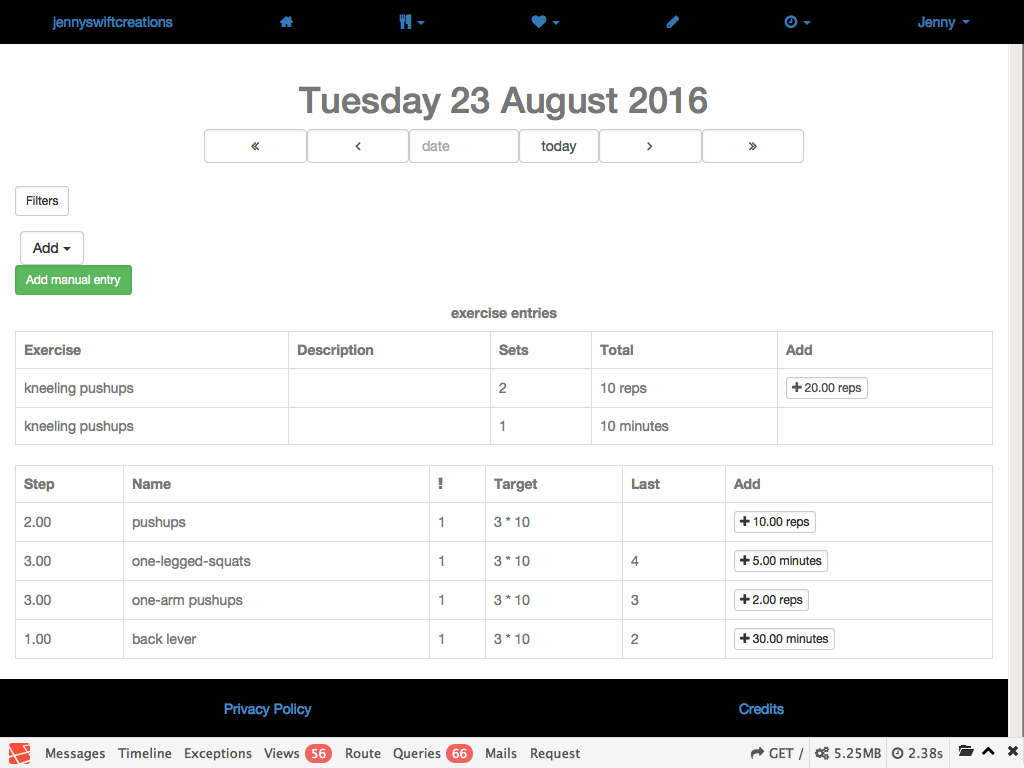 jennyswiftcreations Jenny
Tuesday 23 August 2016
« ‹ date today › »
Filters
Add
Add manual entry
exercise entries
Exercise Description Sets Total Add
kneeling pushups 2 10 reps + 20.00 reps
kneeling pushups 1 10 minutes
Step Name ! Target Last Add
2.00 pushups 1 3 * 10 + 10.00 reps
3.00 one-legged-squats 1 3 * 10 4 + 5.00 minutes
3.00 one-arm pushups 1 3 * 10 3 + 2.00 reps
1.00 back lever 1 3 * 10 2 + 30.00 minutes
Privacy Policy Credits
Messages Timeline Exceptions Views 56 Route Queries 66 Mails Request GET / 5.25MB 2.38s